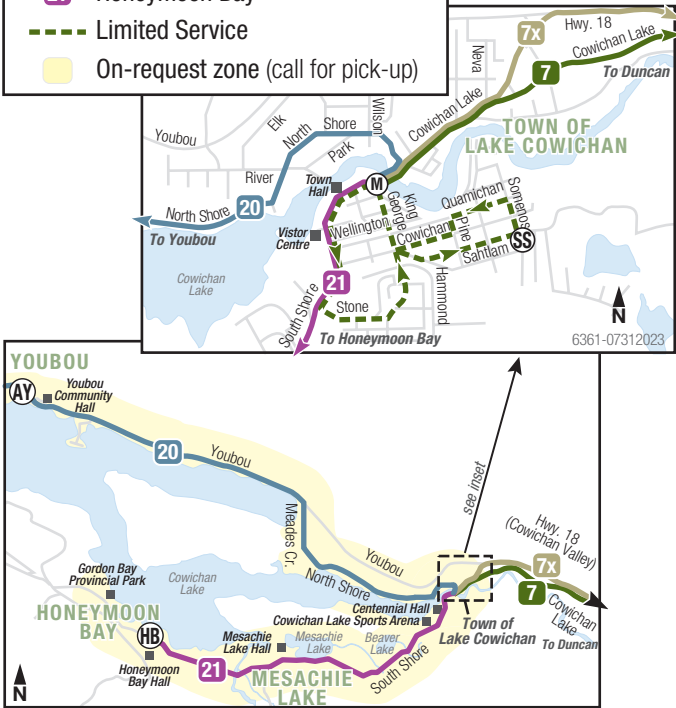 21 Honeymoon Bay
Limited Service
On-request zone (call for pick-up)
7x
Hwy. 18
Cowichan Lake
7
To Duncan
Neva
Cowichan Lake
TOWN OF
LAKE COWICHAN
Wilson
Elk
North
Shore
Park
Youbou
River
Town
Hall
M
North Shore
20
To Youbou
Vistor
Centre
Wellington
King
George
Cowichan
Quamichan
Pine
Somenos
Sahtlam
SS
Cowichan
Lake
21
Hammond
Stone
South Shore
To Honeymoon Bay
N
6361-07312023
YOUBOU
AY
Youbou
Community
Hall
20
Youbou
see inset
Meades Cr.
Youbou
Hwy. 18
(Cowichan Valley)
7x
7
North Shore
Gordon Bay
Provincial Park
Cowichan
Lake
HONEYMOON
BAY
HB
Centennial Hall
Cowichan Lake Sports Arena
Town of
Lake Cowichan
Cowichan
Lake
To Duncan
Mesachie
Lake Hall
Mesachie
Lake
Beaver
Lake
Honeymoon
Bay Hall
21
MESACHIE
LAKE
South Shore
N